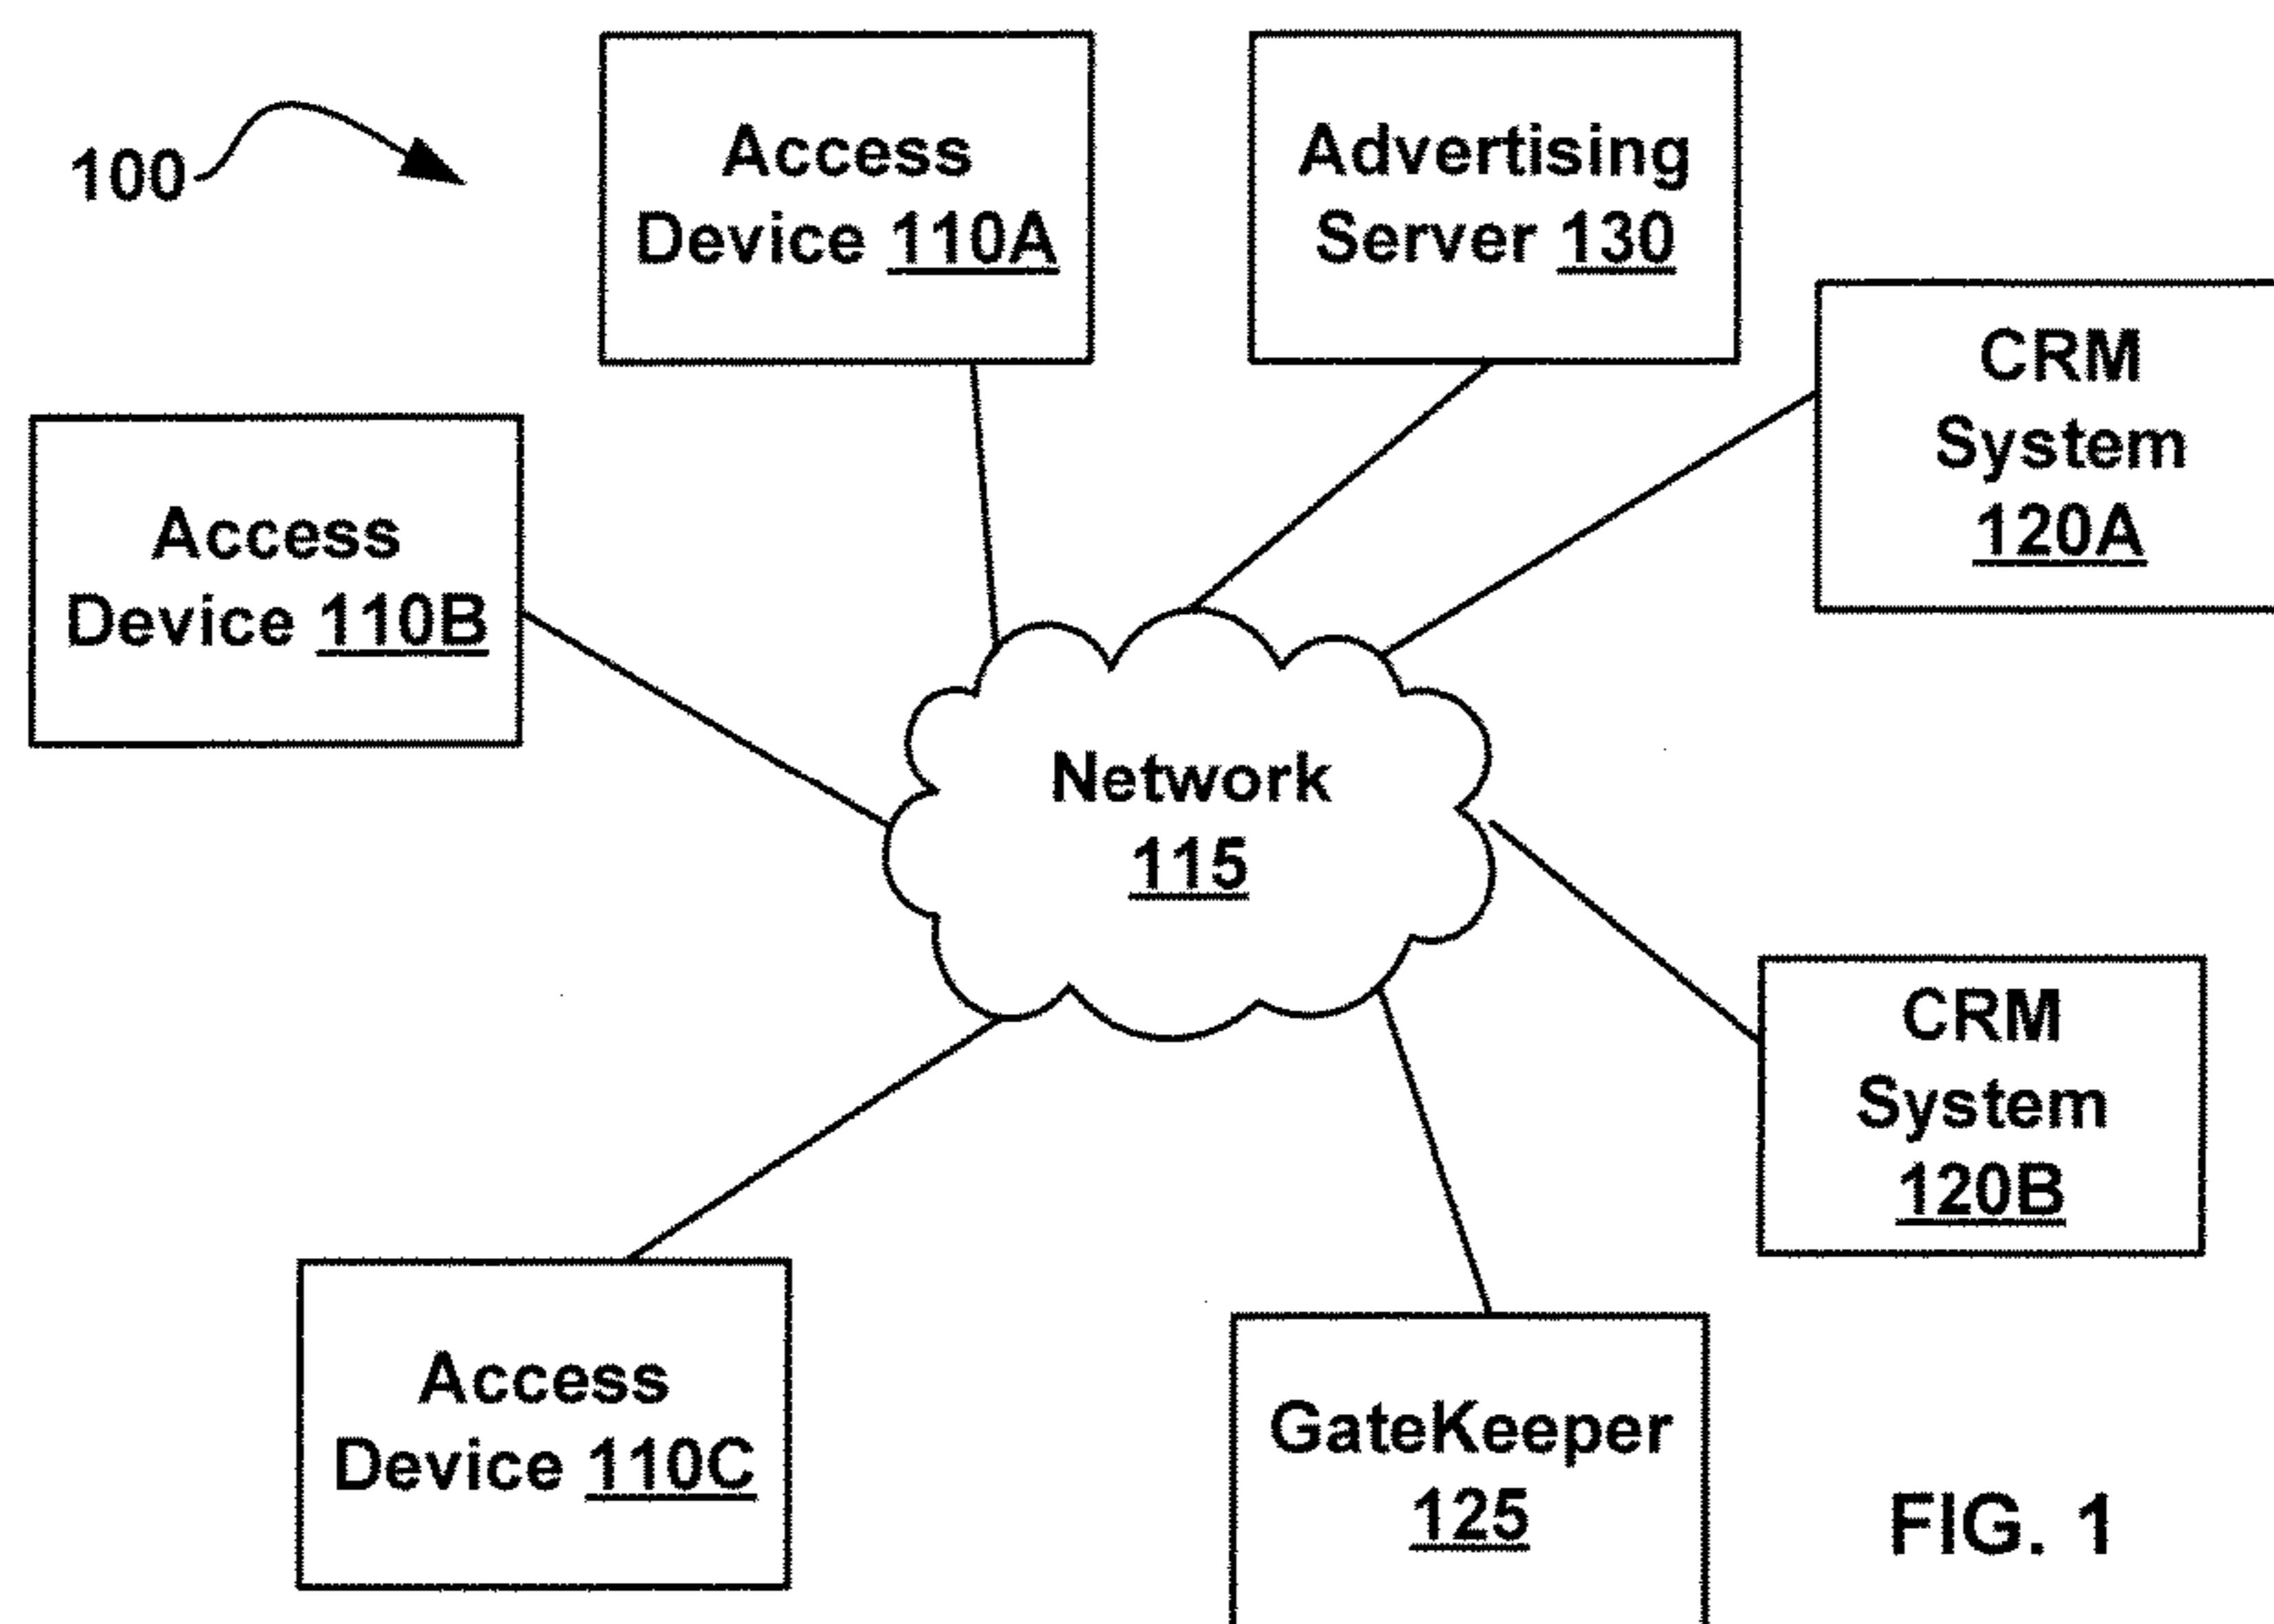 100
Access
Device 110A
Advertising
Server 130
CRM
System
120A
Access
Device 110B
Network
115
CRM
System
120B
Access
Device 110C
GateKeeper
125
FIG. 1